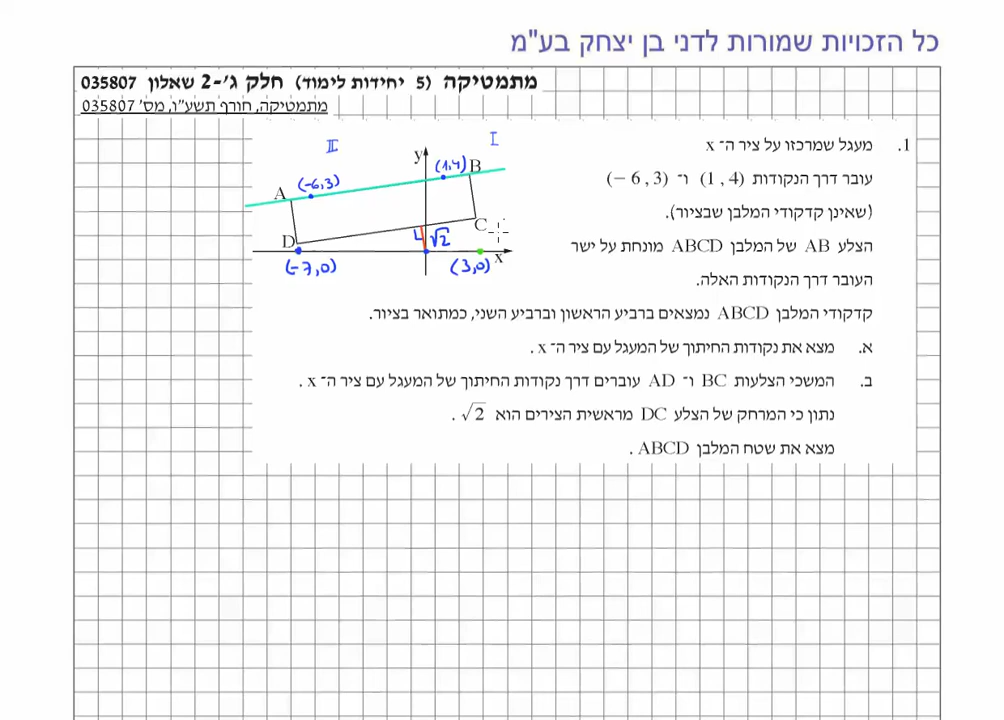 כל הזכויות שמורות לדני בן יצחק בע"מ
מתמטיקה (5 יחידות לימוד) חלק ג'-2 שאלון 035807
מתמטיקה, חורף תשע"ו, מס' 035807
1. מעגל שמרכזו על ציר ה־ x
עובר דרך הנקודות (1 , 4) ו־ (−6 , 3)
(שאינן קדקודי המלבן שבציור).
הצלע AB של המלבן ABCD מונחת על ישר
העובר דרך הנקודות האלה.
קדקודי המלבן ABCD נמצאים ברביע הראשון וברביע השני, כמתואר בציור.
א. מצא את נקודות החיתוך של המעגל עם ציר ה־ x .
ב. המשכי הצלעות BC ו־ AD עוברים דרך נקודות החיתוך של המעגל עם ציר ה־ x .
נתון כי המרחק של הצלע DC מראשית הצירים הוא √2 .
מצא את שטח המלבן ABCD .
II
I
y
(1,4)
B
A
(-6,3)
C
D
√2
x
(-7,0)
(3,0)